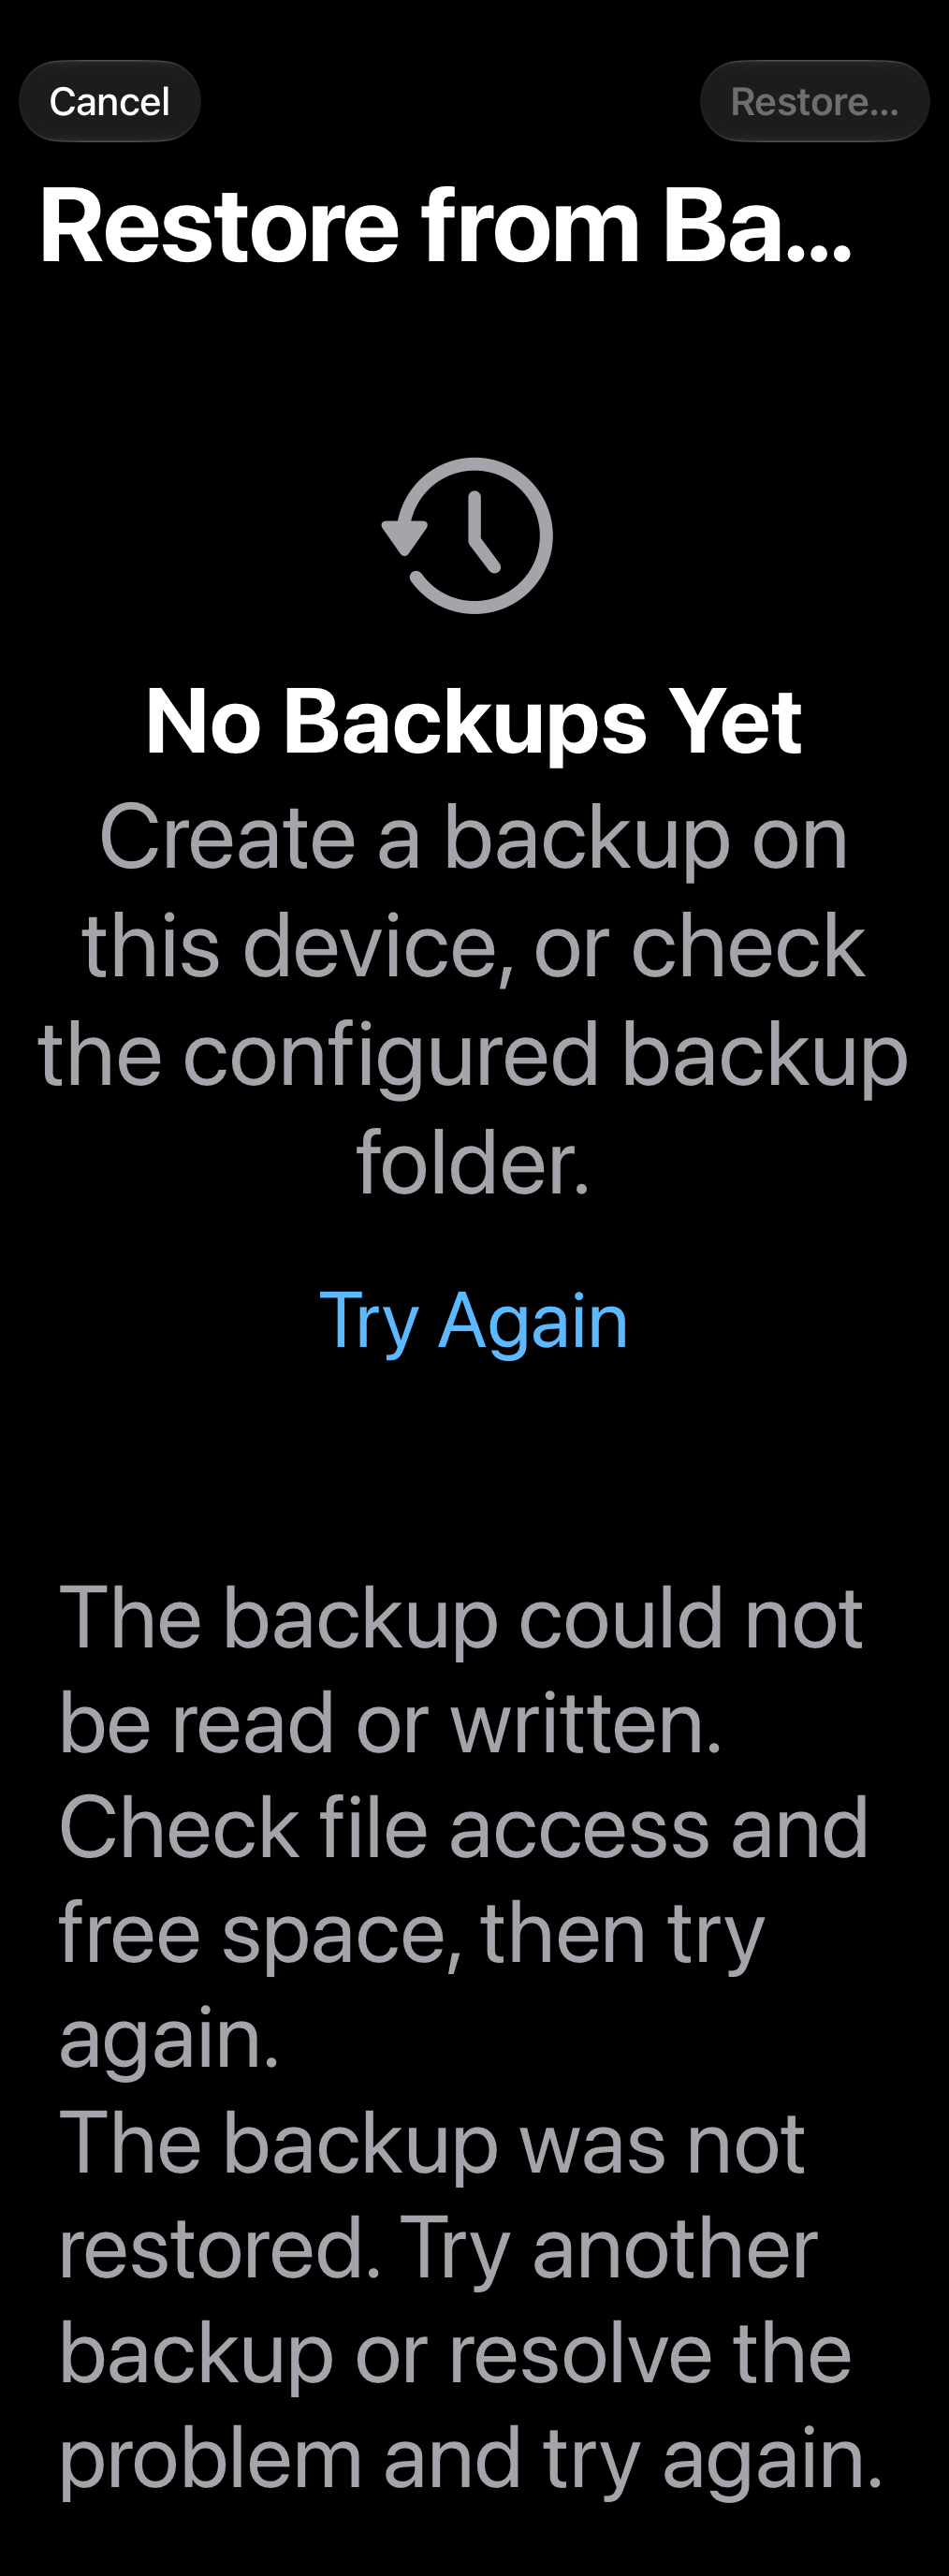 Cancel
Restore...
Restore from Ba...
No Backups Yet
Create a backup on
this device, or check
the configured backup
folder.
Try Again
The backup could not
be read or written.
Check file access and
free space, then try
again.
The backup was not
restored. Try another
backup or resolve the
problem and try again.